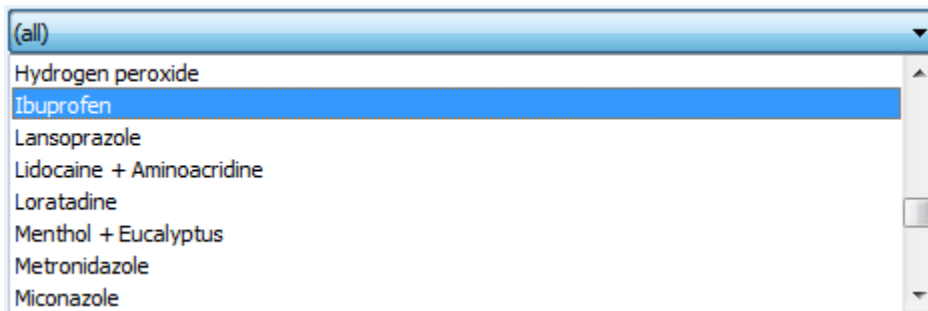 (all)
Hydrogen peroxide
Ibuprofen
Lansoprazole
Lidocaine + Aminoacridine
Loratadine
Menthol + Eucalyptus
Metronidazole
Miconazole